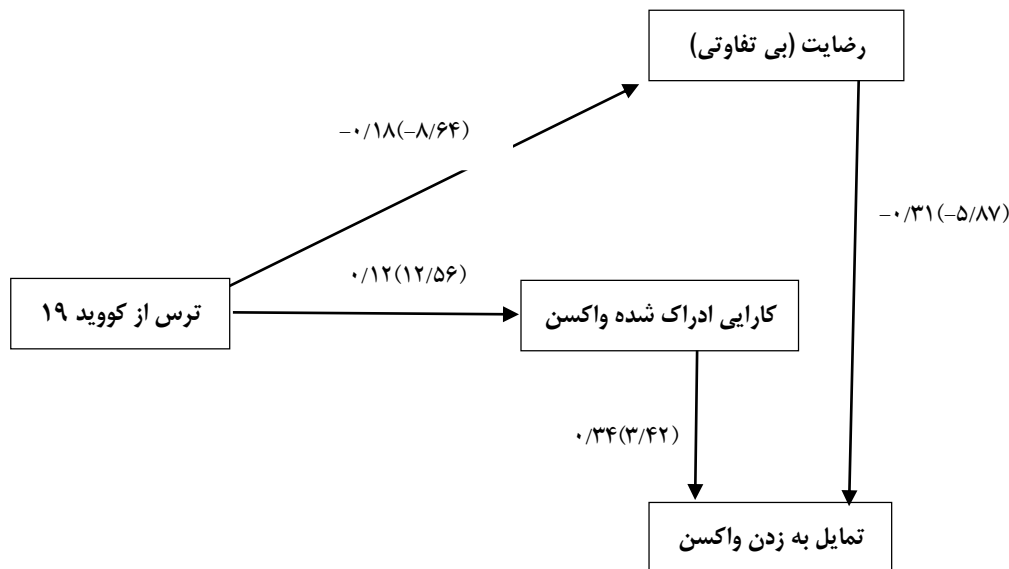 رضایت (بی تفاوتی)
−۰/۱۸(−۸/۶۴)
−۰/۳۱(−۵/۸۷)
۰/۱۲(۱۲/۵۶)
ترس از کووید ۱۹
کارایی ادراک شده واکسن
۰/۳۴(۳/۴۲)
تمایل به زدن واکسن